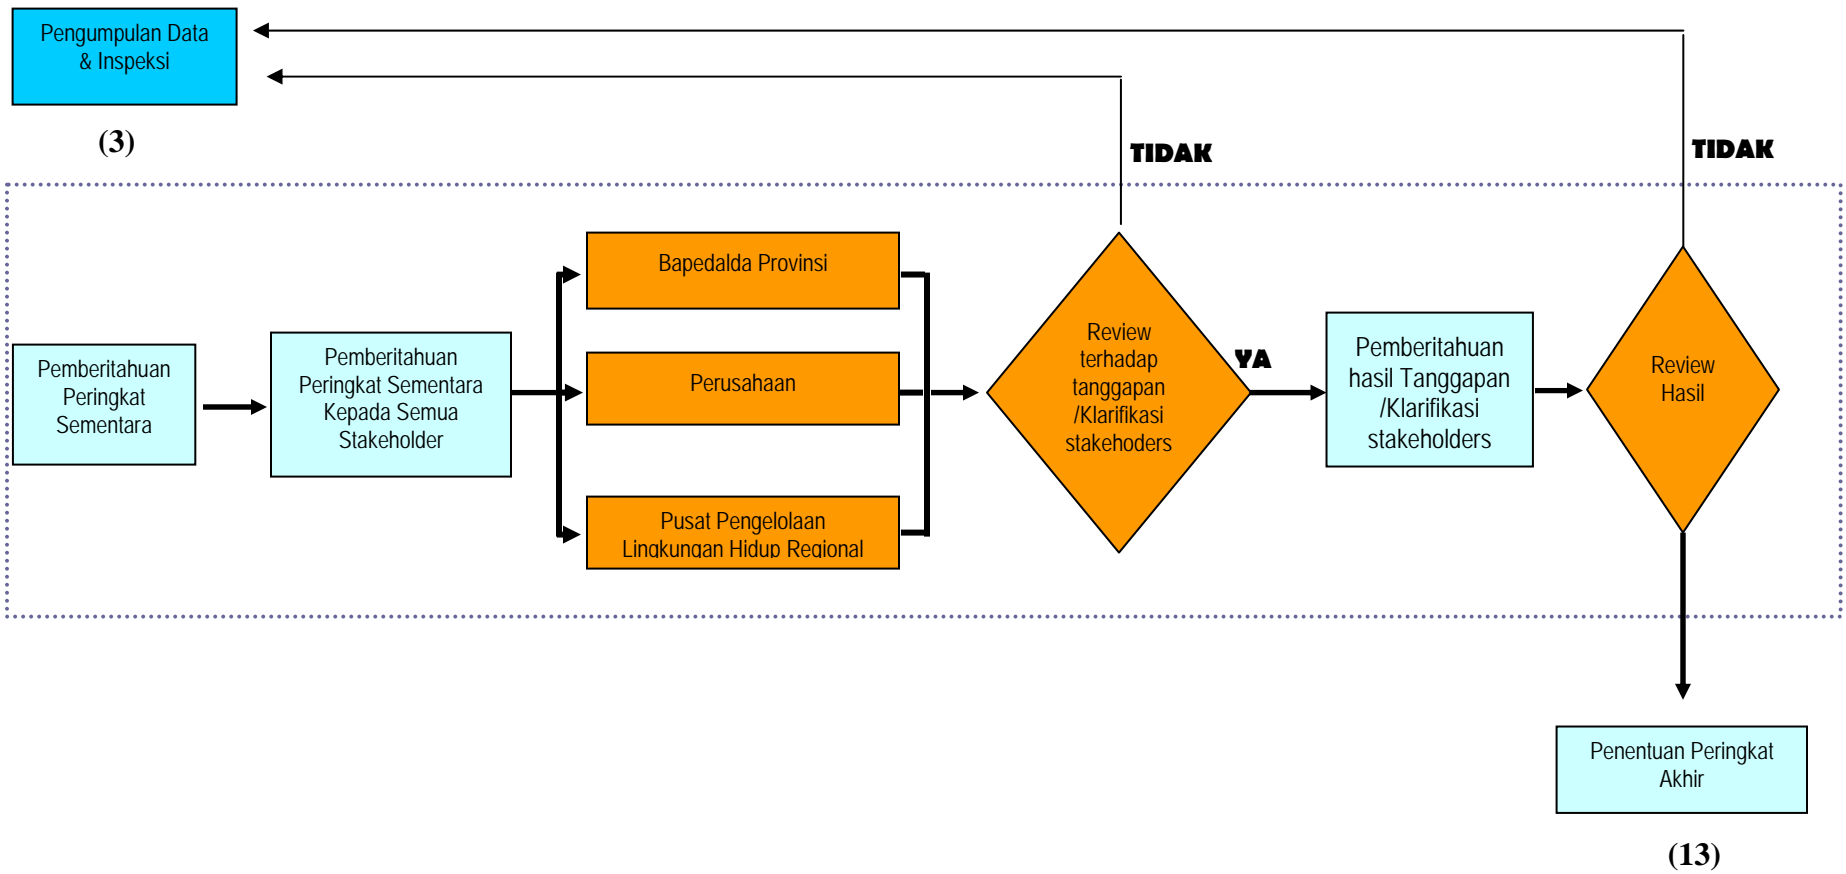 Pengumpulan Data
& Inspeksi
(3)
TIDAK
TIDAK
Pemberitahuan
Peringkat
Sementara
Pemberitahuan
Peringkat Sementara
Kepada Semua
Stakeholder
Bapedalda Provinsi
Perusahaan
Pusat Pengelolaan
Lingkungan Hidup Regional
Review
terhadap
tanggapan
/Klarifikasi
stakehoders
YA
Pemberitahuan
hasil Tanggapan
/Klarifikasi
stakeholders
Review
Hasil
Penentuan Peringkat
Akhir
(13)